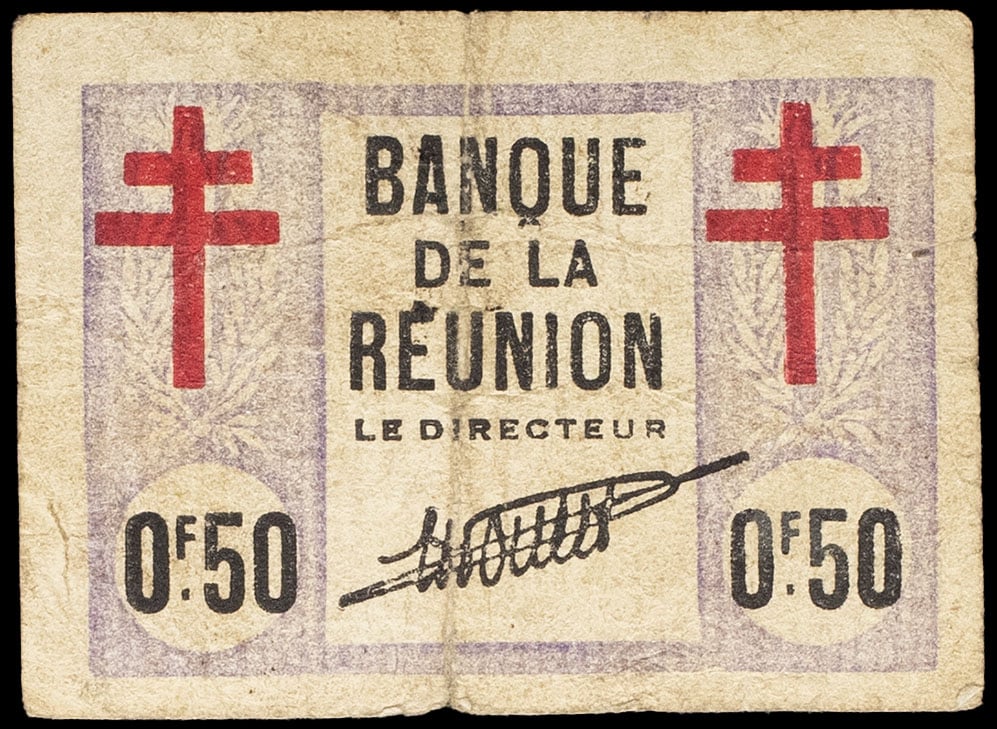 BANQUE
DE LA
RÉUNION
LE DIRECTEUR
0F.50
0F.50